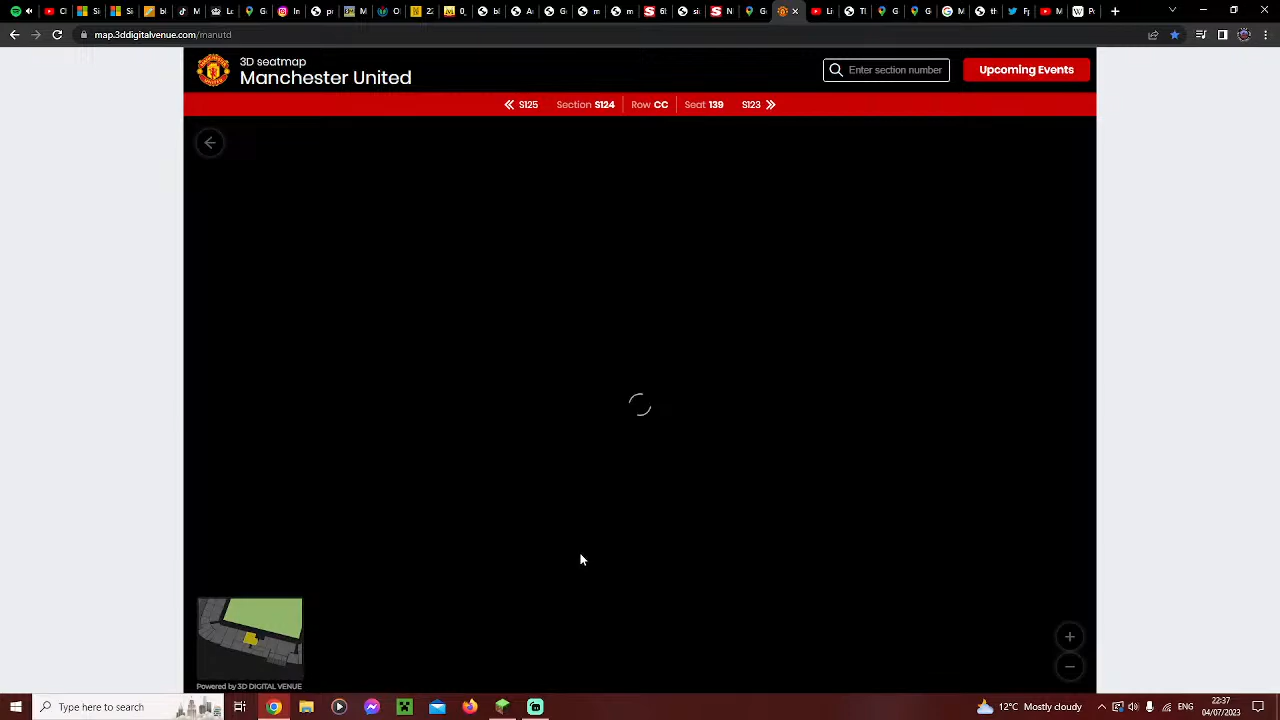 mpo.3ddigitalvenue.com/manutd
3D seatmap
Manchester United
Enter section number
Upcoming Events
S125
Section S124
Row CC
Seat 139
S123
Powered by 3D DIGITAL VENUE
Type here to search
12°C Mostly cloudy
ENG
22:37
04/07/2023